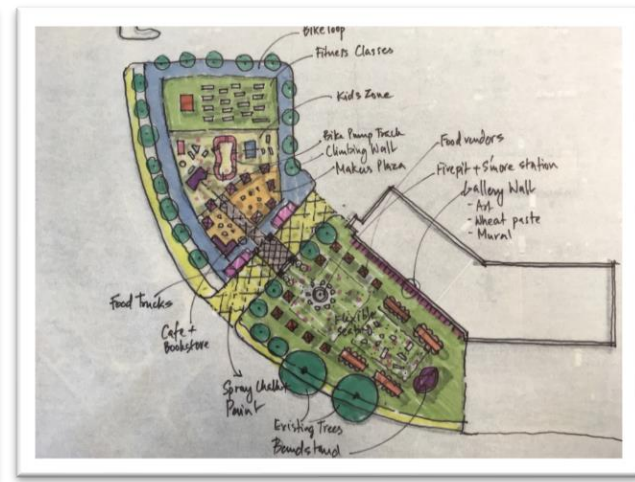 Bike loop
Fitness Classes
Kids Zone
Bike Pump Track
Climbing Wall
Makers Plaza
Food vendors
Firepit + S'more station
Gallery Wall
- Art
- Wheat paste
- Mural
Food trucks
Cafe +
Bookstore
Flexible
seating
Spray Chalk
Paint
Existing Trees
Bandstand